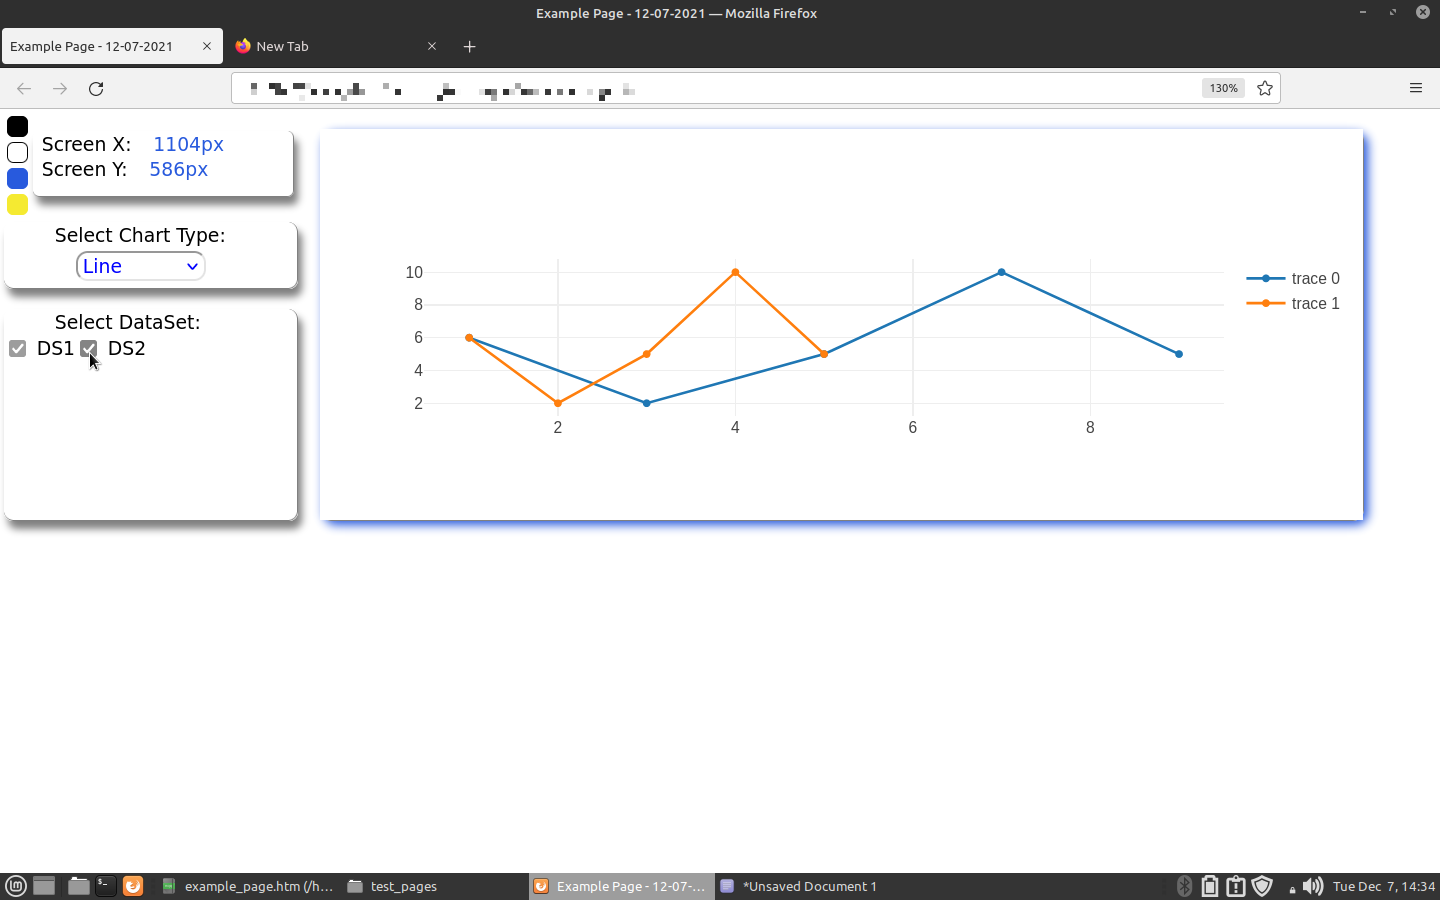 Example Page - 12-07-2021 — Mozilla Firefox
Example Page - 12-07-2021
New Tab
130%
Screen X: 1104px
Screen Y: 586px
Select Chart Type:
Line
Select DataSet:
DS1 DS2
10
8
6
4
2
2 4 6 8
trace 0
trace 1
example_page.htm (/h...
test_pages
Example Page - 12-07-...
*Unsaved Document 1
Tue Dec 7, 14:34